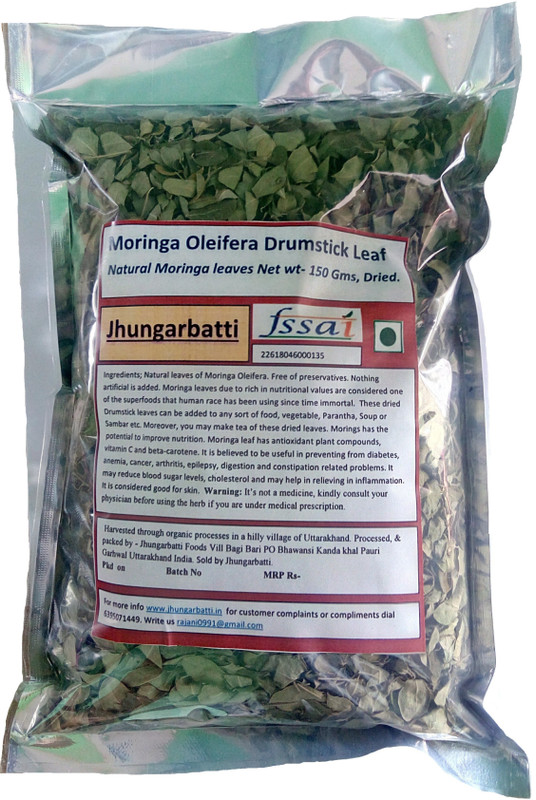 Moringa Oleifera Drumstick Leaf
Natural Moringa leaves Net wt- 150 Gms, Dried.
Jhungarbatti
fssai
22618046000135
Ingredients; Natural leaves of Moringa Oleifera. Free of preservatives. Nothing
artificial is added. Moringa leaves due to rich in nutritional values are considered one
of the superfoods that human race has been using since time immortal. These dried
Drumstick leaves can be added to any sort of food, vegetable, Parantha, Soup or
Sambar etc. Moreover, you may make tea of these dried leaves. Morings has the
potential to improve nutrition. Moringa leaf has antioxidant plant compounds,
vitamin C and beta-carotene. It is believed to be useful in preventing from diabetes,
anemia, cancer, arthritis, epilepsy, digestion and constipation related problems. It
may reduce blood sugar levels, cholesterol and may help in relieving in inflammation.
It is considered good for skin. Warning: It's not a medicine, kindly consult your
physician before using the herb if you are under medical prescription.
Harvested through organic processes in a hilly village of Uttarakhand. Processed, &
packed by - Jhungarbatti Foods Vill Bagi Bari PO Bhawansi Kanda khal Pauri
Garhwal Uttarakhand India. Sold by Jhungarbatti.
Pkd on Batch No MRP Rs-
For more info www.jhungarbatti.in for customer complaints or compliments dial
6395071449. Write us rajani0991@gmail.com